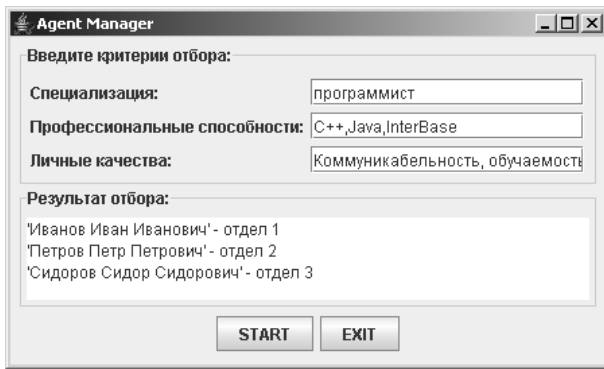 Agent Manager
Введите критерии отбора:
Специализация: программист
Профессиональные способности: C++,Java,InterBase
Личные качества: Коммуникабельность, обучаемость
Результат отбора:
'Иванов Иван Иванович' - отдел 1
'Петров Петр Петрович' - отдел 2
'Сидоров Сидор Сидорович' - отдел 3
START EXIT